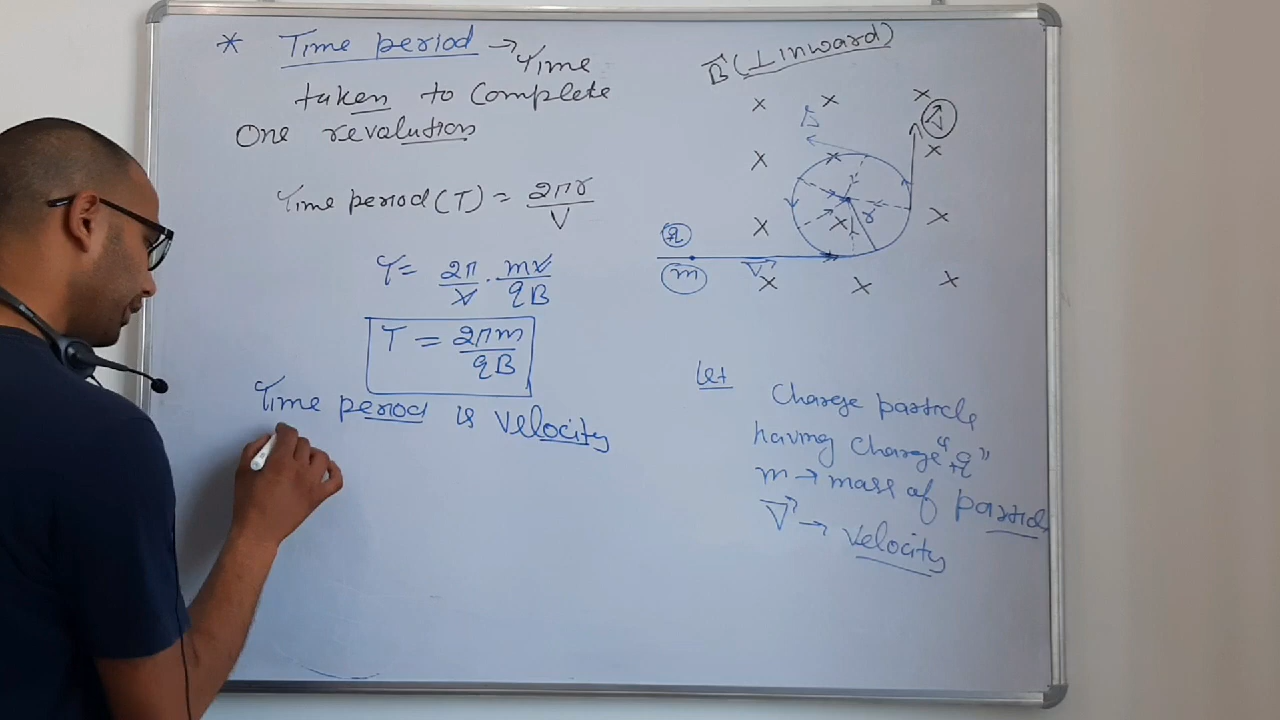 * Time period → Time
taken to Complete
One revalution
Time period (T) = 2πr/V
T = 2π/v . mv/qB
T = 2πm/qB
Time period is velocity
B⃗ (⊥ inward)
x x x
V⃗
V⃗
x x x
r
r
x x x
r
q
m
V⃗
x x x
Let Charge particle
having charge "+q"
m → mass of particle
V⃗ → velocity